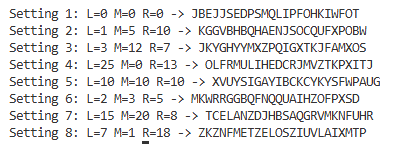 Setting 1: L=0 M=0 R=0 -> JBEJJSEDPSMQLIPFOHKIWFOT
Setting 2: L=1 M=5 R=10 -> KGGVBHBQHAENJSOCQUFXPOBW
Setting 3: L=3 M=12 R=7 -> JKYGHYYMXZPQIGXTKJFAMXOS
Setting 4: L=25 M=0 R=13 -> OLFRMULIHEDCRJMVZTKPXITJ
Setting 5: L=10 M=10 R=10 -> XVUYSIGAYIBCKCYKYSFWPAUG
Setting 6: L=2 M=3 R=5 -> MKWRRGGBQFNQQUAIHZOFPXSD
Setting 7: L=15 M=20 R=8 -> TCELANZDJHBSAQGRVMKNFUHR
Setting 8: L=7 M=1 R=18 -> ZKZNFMETZELOSZIUVLAIXMTP